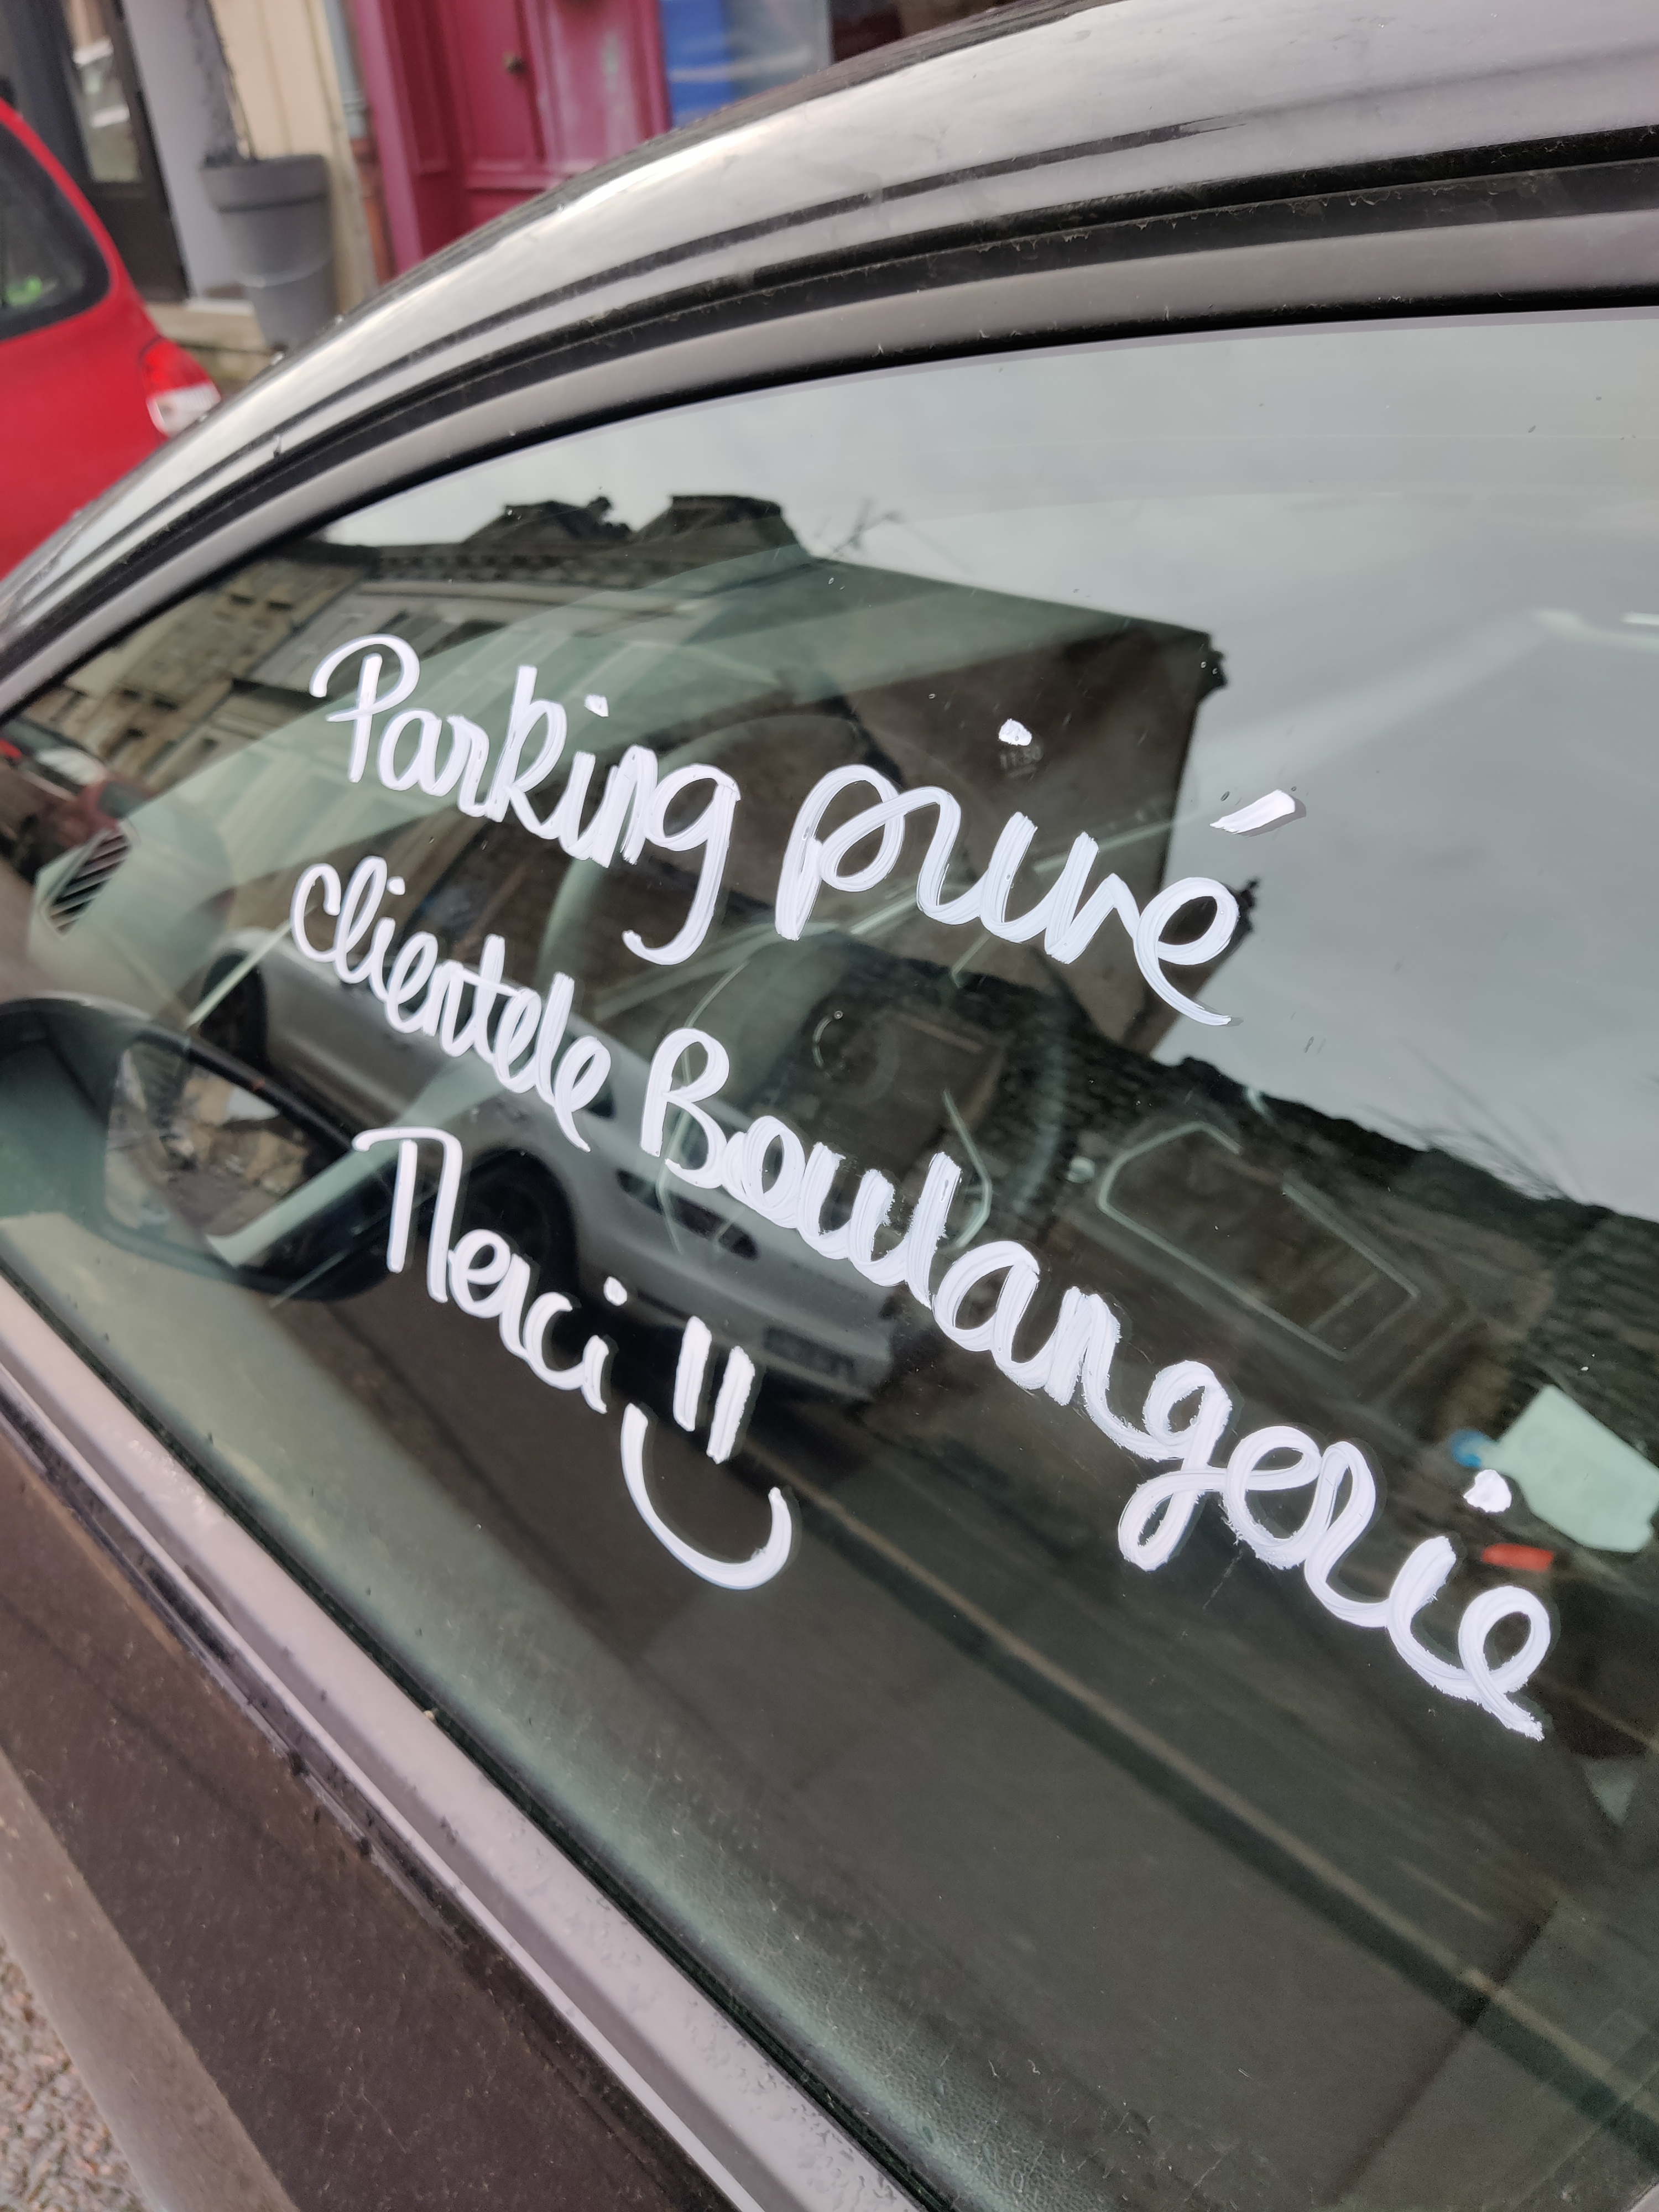 Parking privé
clientele Boulangerie
Merci !!